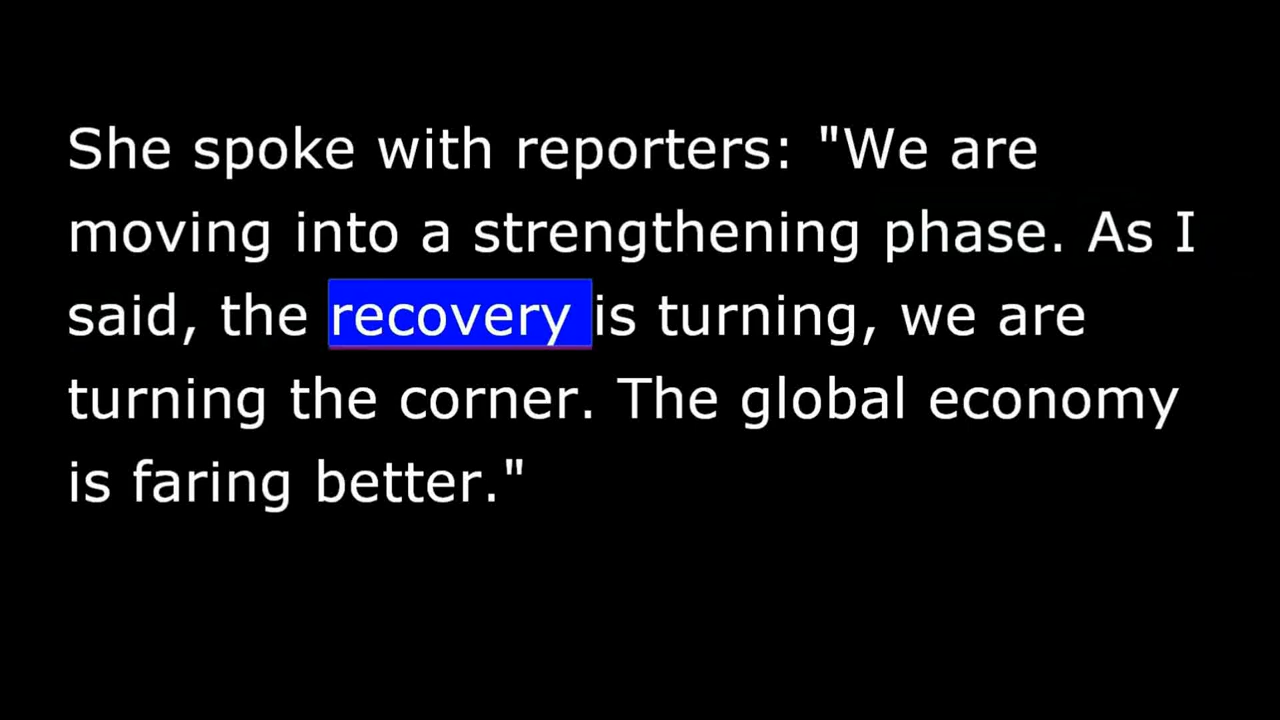 She spoke with reporters: "We are
moving into a strengthening phase. As I
said, the recovery is turning, we are
turning the corner. The global economy
is faring better."